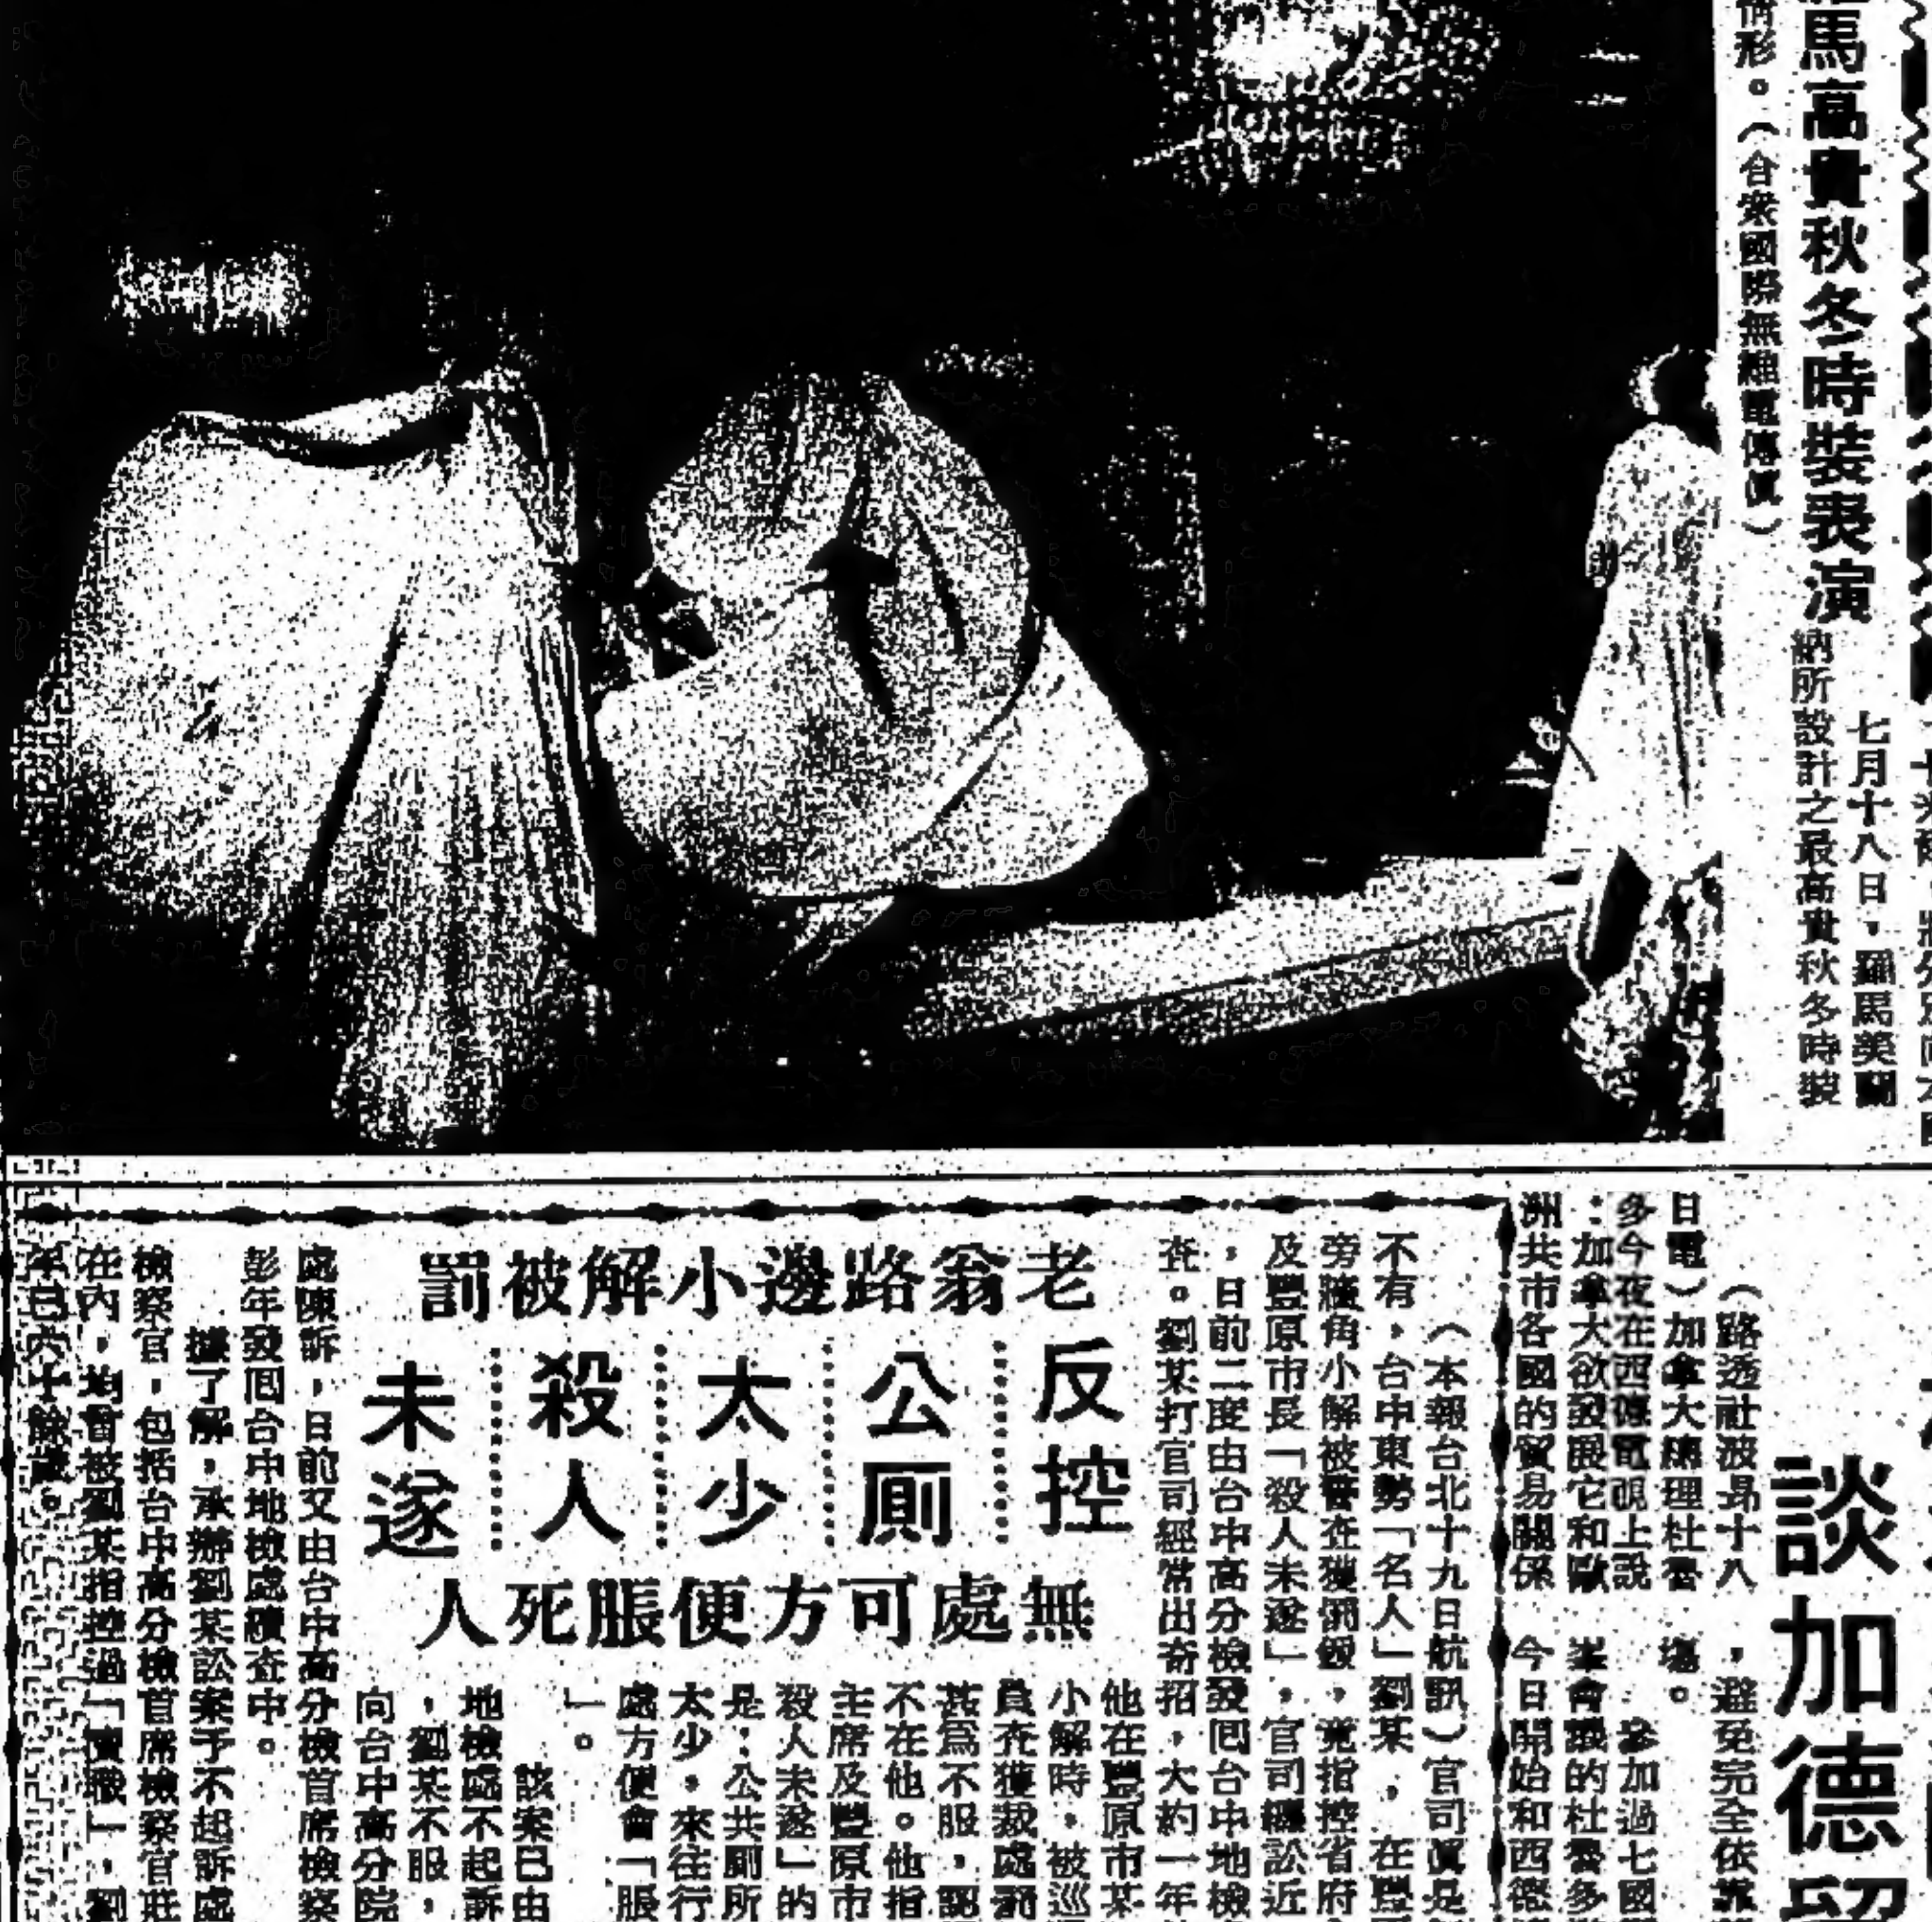 馬高貴秋冬時裝表演
七月十八日，羅馬美蘭
納所設計之最高貴秋冬時裝
情形。（合衆國際無線電傳真）
談加德
（路透社波昂十八
日電）加拿大總理杜魯
多今夜在西德電視上說
：加拿大欲發展它和歐
洲共市各國的貿易關係
，避免完全依靠
場。
參加過七國
峯會議的杜魯多
今日開始和西德
老翁路邊小解被罰
反控
公厠
太少
殺人
未遂
無處可方便脹死人
（本報台北十九日航訊）官司眞是
不有，台中東勢「名人」劉某，在豐
旁牆角小解被警查獲倒霉，竟指控省府
及豐原市長「殺人未遂」，官司纏訟近
，日前二度由台中高分檢發囘台中地檢
查。劉某打官司經常出奇招，大約一年
他在豐原市某
小解時，被巡
員查獲裁處罰
甚爲不服，認
不在他。他指
主席及豐原市
殺人未遂」的
是：公共厠所
太少，來往行
處方便會「脹
」。
該案已由
地檢處不起訴
，劉某不服，
向台中高分院
處陳訴，日前又由台中高分檢首席檢察
彭年發囘台中地檢處續查中。
據了解，承辦劉某訟案予不起訴處
檢察官，包括台中高分檢首席檢察官莊
在內，均曾被劉某指控過「瀆職」，劉
年已六十餘歲。